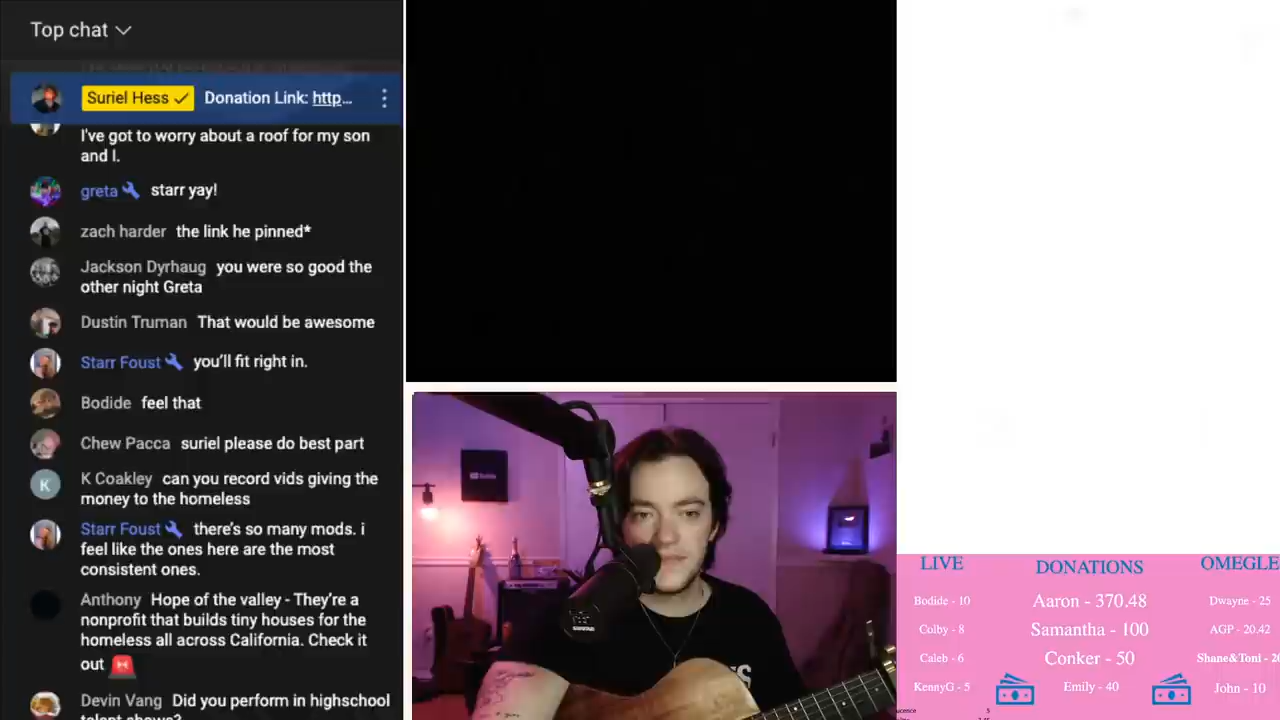 Top chat
Suriel Hess Donation Link: http...
I've got to worry about a roof for my son
and I.
greta starr yay!
zach harder the link he pinned*
Jackson Dyrhaug you were so good the
other night Greta
Dustin Truman That would be awesome
Starr Foust you'll fit right in.
Bodide feel that
Chew Pacca suriel please do best part
K
K Coakley can you record vids giving the
money to the homeless
Starr Foust there's so many mods. i
feel like the ones here are the most
consistent ones.
Anthony Hope of the valley - They're a
nonprofit that builds tiny houses for the
homeless all across California. Check it
out
Devin Vang Did you perform in highschool
talent shows?
LIVE
Bodide - 10
Colby - 8
Caleb - 6
KennyG - 5
DONATIONS
Aaron - 370.48
Samantha - 100
Conker - 50
Emily - 40
OMEGLE
Dwayne - 25
AGP - 20.42
Shane&Toni - 20
John - 10